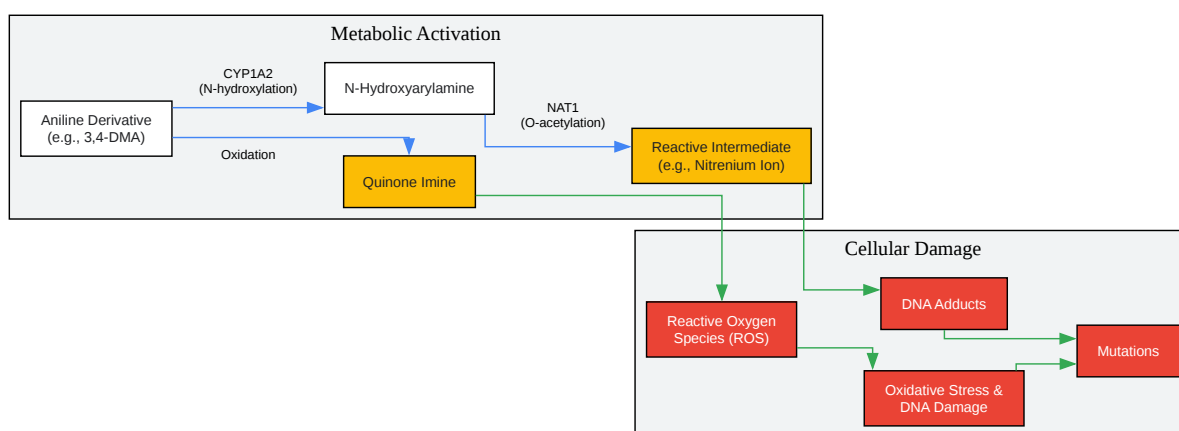 Metabolic Activation
CYP1A2
(N-hydroxylation)
N-Hydroxyarylamine
NAT1
(O-acetylation)
Aniline Derivative
(e.g., 3,4-DMA)
Oxidation
Reactive Intermediate
(e.g., Nitrenium Ion)
Quinone Imine
Cellular Damage
DNA Adducts
Reactive Oxygen
Species (ROS)
Mutations
Oxidative Stress &
DNA Damage